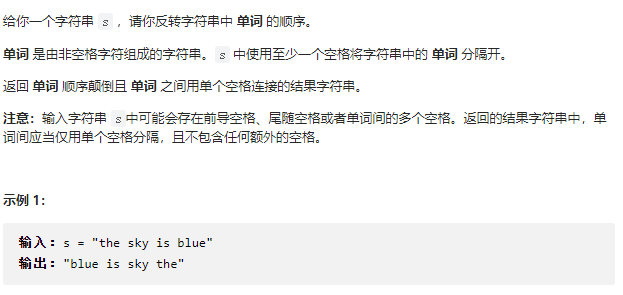 给你一个字符串 s ，请你反转字符串中 单词 的顺序。
单词 是由非空格字符组成的字符串。s 中使用至少一个空格将字符串中的 单词 分隔开。
返回 单词 顺序颠倒且 单词 之间用单个空格连接的结果字符串。
注意：输入字符串 s中可能会存在前导空格、尾随空格或者单词间的多个空格。返回的结果字符串中，单
词间应当仅用单个空格分隔，且不包含任何额外的空格。
示例 1：
输入：s = "the sky is blue"
输出："blue is sky the"